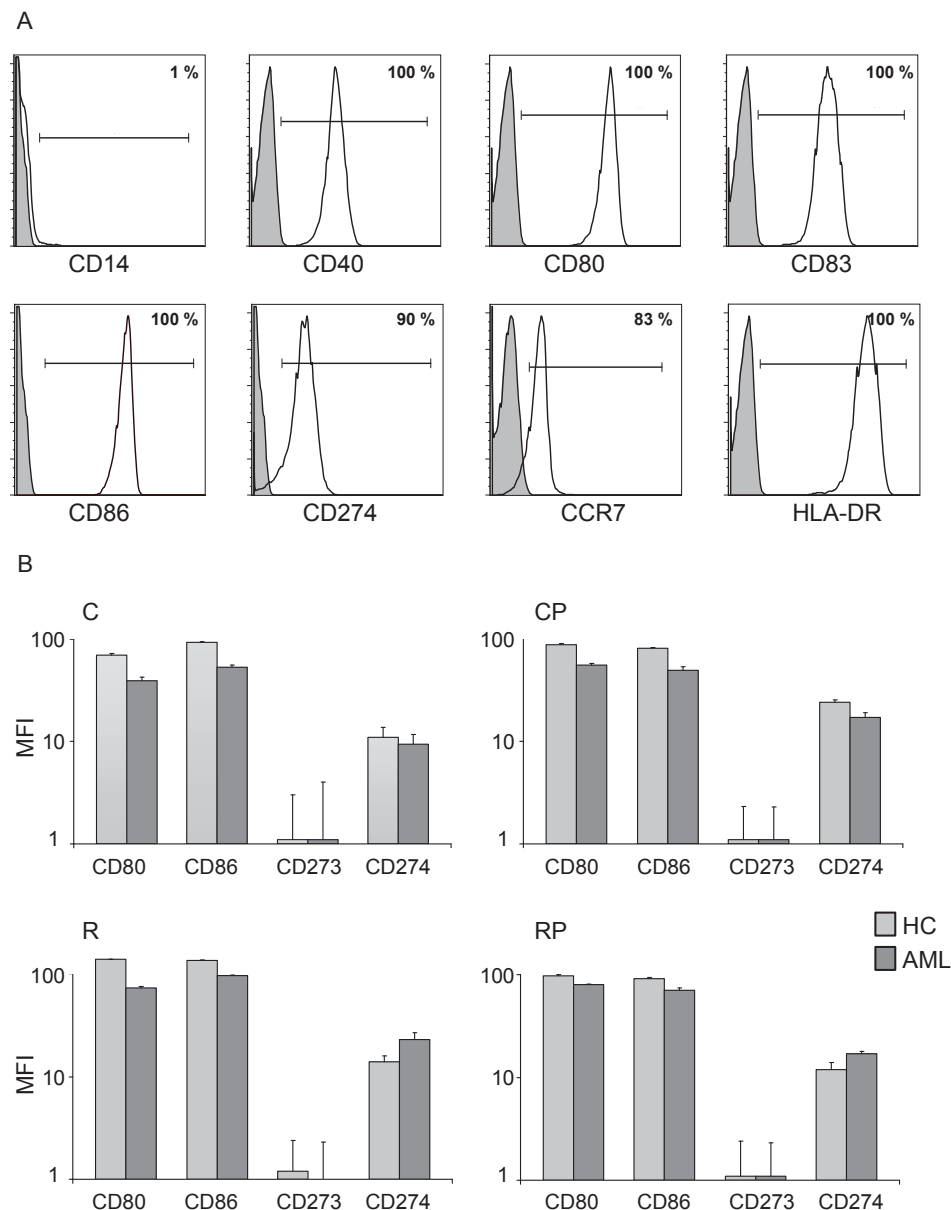 A
1 % 100 % 100 % 100 %
CD14 CD40 CD80 CD83
100 % 90 % 83 % 100 %
CD86 CD274 CCR7 HLA-DR
B
C CP
100 100
MFI
10 10
1 1
CD80 CD86 CD273 CD274 CD80 CD86 CD273 CD274
R RP
HC
AML
100 100
MFI
10 10
1 1
CD80 CD86 CD273 CD274 CD80 CD86 CD273 CD274